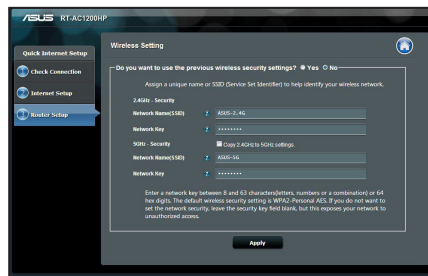 ASUS RT-AC1200HP
Quick Internet Setup
1 Check Connection
2 Internet Setup
3 Router Setup
Wireless Setting
Do you want to use the previous wireless security settings? Yes No
Assign a unique name or SSID (Service Set Identifier) to help identify your wireless network.
2.4GHz - Security
Network Name(SSID) ? ASUS-2.4G
Network Key ? ********
5GHz - Security Copy 2.4GHz to 5GHz settings.
Network Name(SSID) ? ASUS-5G
Network Key ? ********
Enter a network key between 8 and 63 characters(letters, numbers or a combination) or 64
hex digits. The default wireless security setting is WPA2-Personal AES. If you do not want to
set the network security, leave the security key field blank, but this exposes your network to
unauthorized access.
Apply